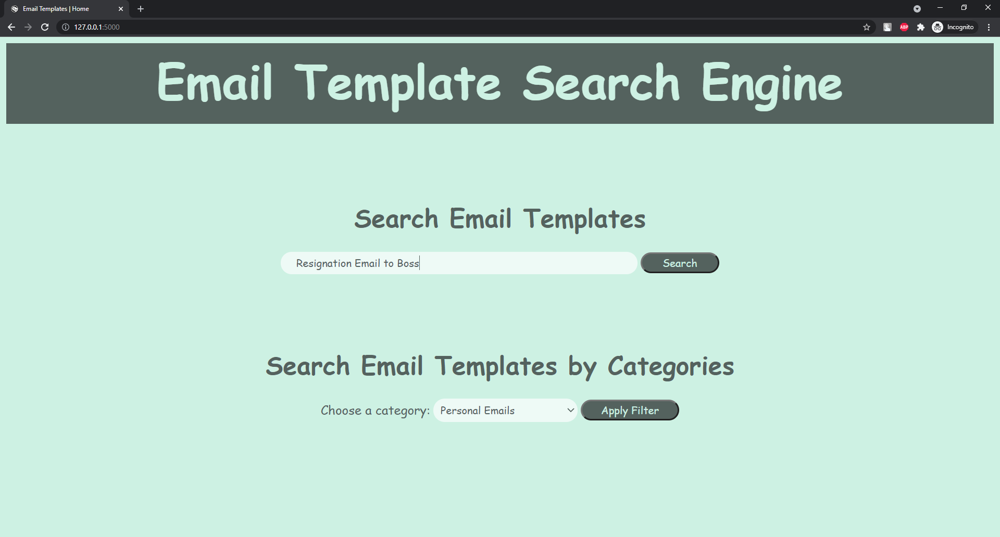 Email Templates | Home
127.0.0.1:5000
ABP
Incognito
Email Template Search Engine
Search Email Templates
Resignation Email to Boss
Search
Search Email Templates by Categories
Choose a category: Personal Emails Apply Filter